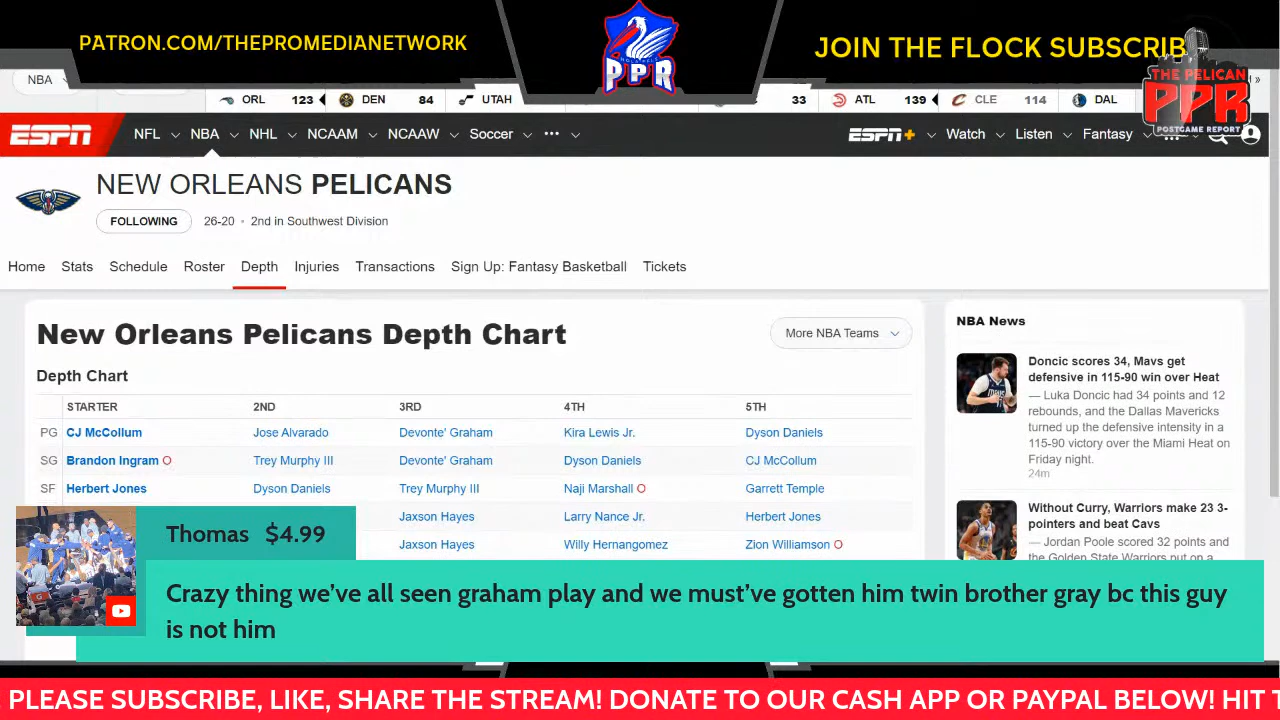 PATRON.COM/THEPROMEDIANETWORK
PPR
JOIN THE FLOCK SUBSCRIB
THE PELICAN
PPR
POSTGAME REPORT
NBA
ORL 123 DEN 84 UTAH 33 ATL 139 CLE 114 DAL
ESPN NFL NBA NHL NCAAM NCAAW Soccer ••• ESPN+ Watch Listen Fantasy
NEW ORLEANS PELICANS
FOLLOWING 26-20 • 2nd in Southwest Division
Home Stats Schedule Roster Depth Injuries Transactions Sign Up: Fantasy Basketball Tickets
New Orleans Pelicans Depth Chart
More NBA Teams
Depth Chart
STARTER 2ND 3RD 4TH 5TH
PG CJ McCollum Jose Alvarado Devonte' Graham Kira Lewis Jr. Dyson Daniels
SG Brandon Ingram O Trey Murphy III Devonte' Graham Dyson Daniels CJ McCollum
SF Herbert Jones Dyson Daniels Trey Murphy III Naji Marshall O Garrett Temple
Jaxson Hayes Larry Nance Jr. Herbert Jones
Jaxson Hayes Willy Hernangomez Zion Williamson O
NBA News
Doncic scores 34, Mavs get
defensive in 115-90 win over Heat
— Luka Doncic had 34 points and 12
rebounds, and the Dallas Mavericks
turned up the defensive intensity in a
115-90 victory over the Miami Heat on
Friday night.
24m
Without Curry, Warriors make 23 3-
pointers and beat Cavs
— Jordan Poole scored 32 points and
the Golden State Warriors put on a
Thomas $4.99
Crazy thing we've all seen graham play and we must've gotten him twin brother gray bc this guy
is not him
PLEASE SUBSCRIBE, LIKE, SHARE THE STREAM! DONATE TO OUR CASH APP OR PAYPAL BELOW! HIT